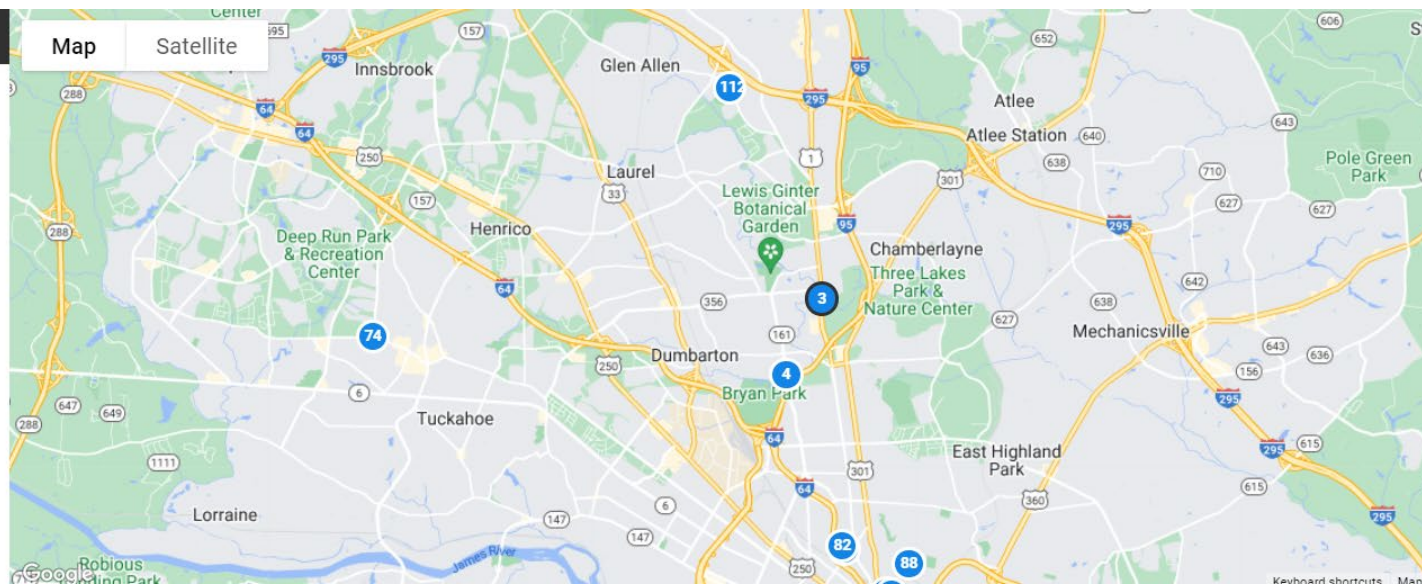 Center
606
Map
Satellite
695
157
652
295
Innsbrook
Glen Allen
95
288
112
295
64
Atlee
64
643
Atlee Station
640
250
1
638
Pole Green
Park
Laurel
710
33
301
Lewis Ginter
Botanical
Garden
157
627
627
295
95
Henrico
288
Deep Run Park
& Recreation
Center
Chamberlayne
Three Lakes
Park &
Nature Center
642
64
356
3
638
627
161
Mechanicsville
74
643
636
Dumbarton
250
4
156
6
Bryan Park
295
647
649
Tuckahoe
288
64
615
295
1111
East Highland
Park
301
64
615
360
6
Lorraine
147
295
147
82
James River
88
Robious
250
Google
Keyboard shortcuts
Map